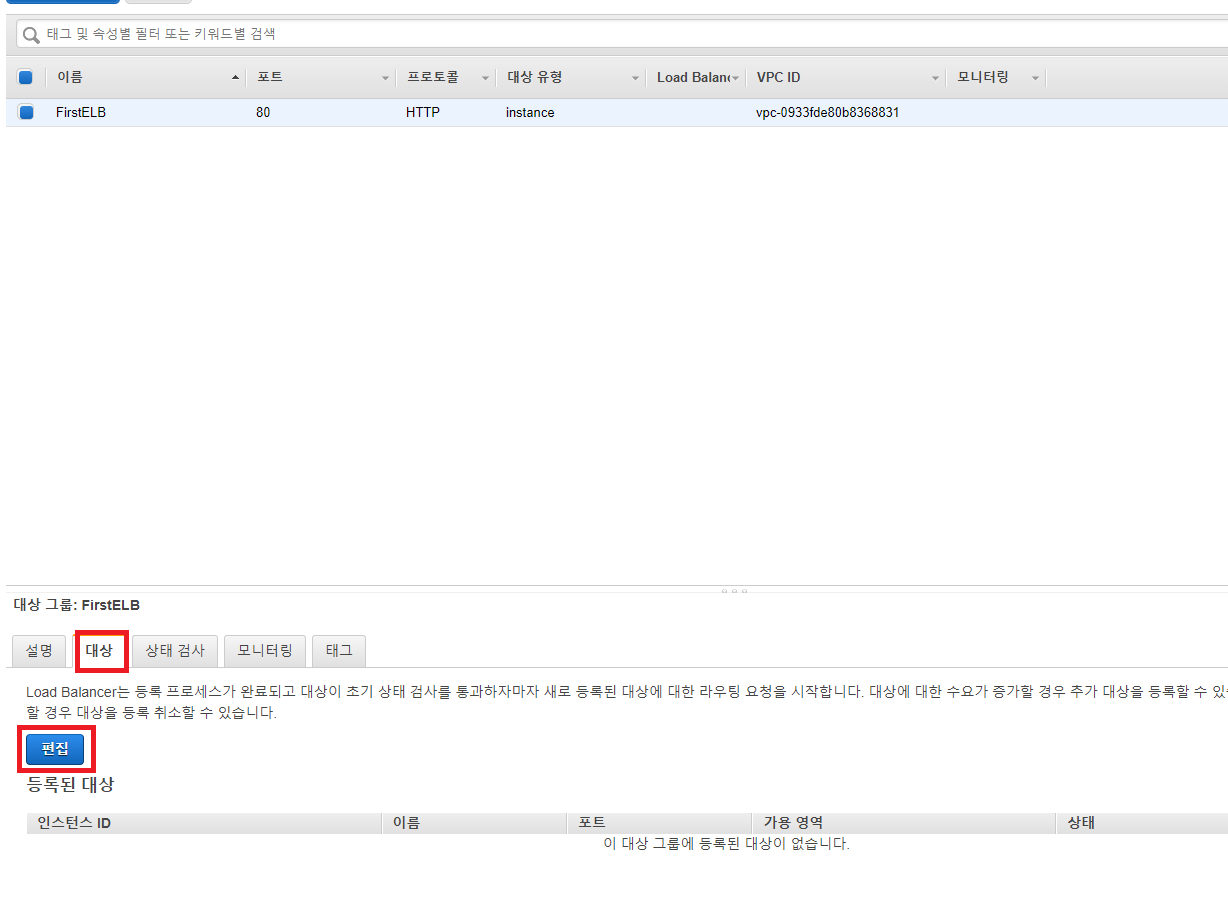 태그 및 속성별 필터 또는 키워드별 검색
이름 포트 프로토콜 대상 유형 Load Balanc VPC ID 모니터링
FirstELB 80 HTTP instance vpc-0933fde80b8368831
대상 그룹: FirstELB
설명 대상 상태 검사 모니터링 태그
Load Balancer는 등록 프로세스가 완료되고 대상이 초기 상태 검사를 통과하자마자 새로 등록된 대상에 대한 라우팅 요청을 시작합니다. 대상에 대한 수요가 증가할 경우 추가 대상을 등록할 수
할 경우 대상을 등록 취소할 수 있습니다.
편집
등록된 대상
인스턴스 ID 이름 포트 가용 영역 상태
이 대상 그룹에 등록된 대상이 없습니다.